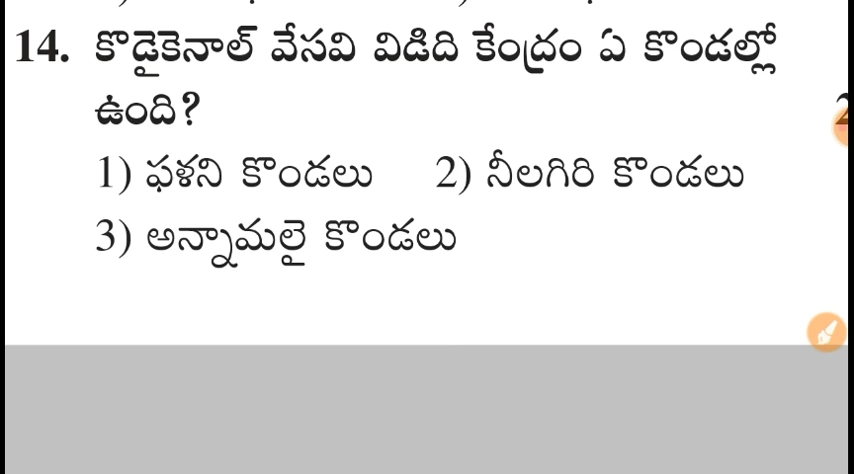 14. కొడైకెనాల్ వేసవి విడిది కేంద్రం ఏ కొండల్లో
ఉంది?
1) ఫళని కొండలు 2) నీలగిరి కొండలు
3) అన్నామలై కొండలు